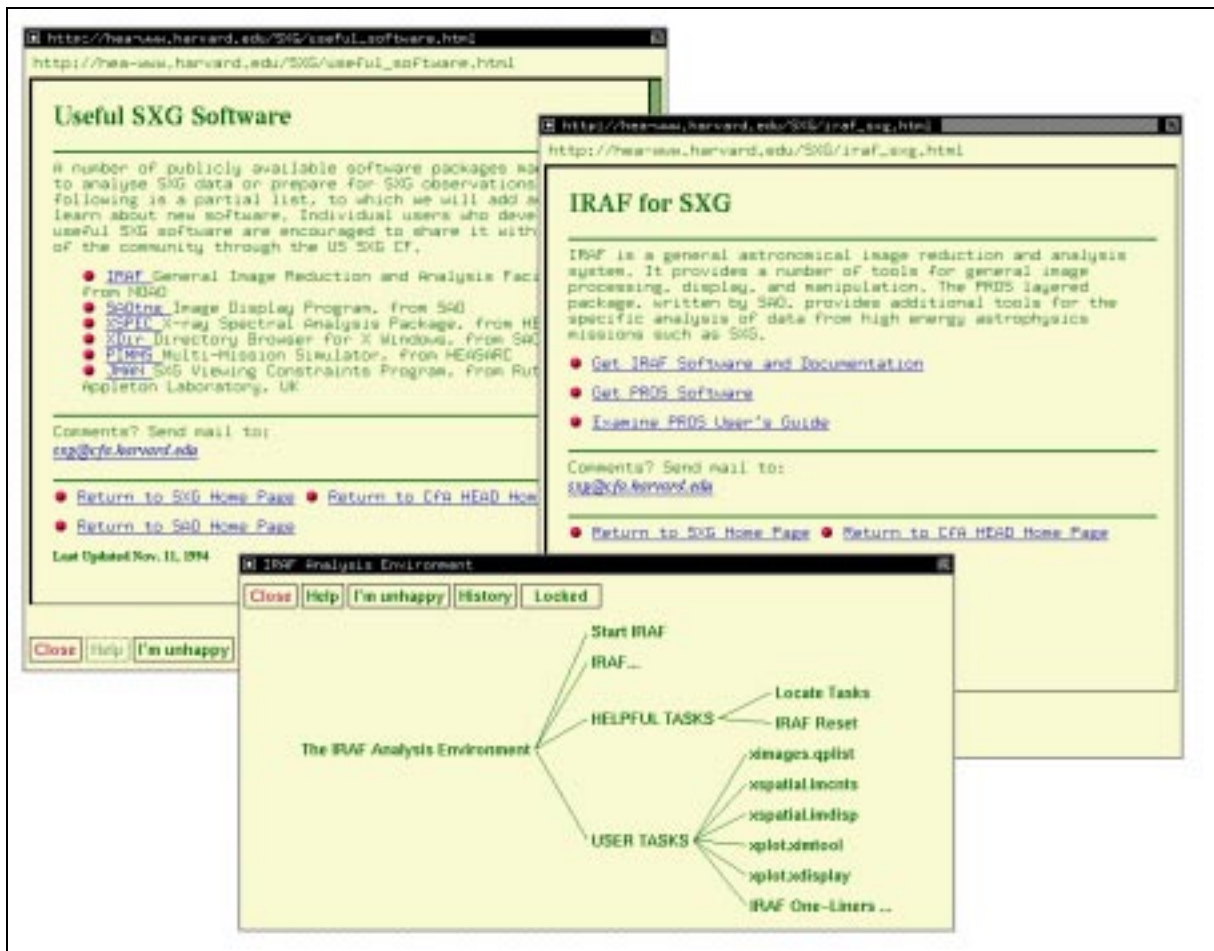 http://hea-www.harvard.edu/SXG/useful_software.html
http://hea-www.harvard.edu/SXG/useful_software.html
Useful SXG Software
A number of publicly available software packages
to analyse SXG data or prepare for SXG observations
following is a partial list, to which we will add
learn about new software. Individual users who
useful SXG software are encouraged to share it with
of the community through the US SXG CF.
IRAF General Image Reduction and Analysis
from NOAO
SAOtng Image Display Program, from SAO
XSPEC X-ray Spectral Analysis Package, from
XDir Directory Browser for X Windows, from SAO
PIMMS Multi-Mission Simulator, from HEASARC
JMAN SXG Viewing Constraints Program, from
Appleton Laboratory, UK
Comments? Send mail to:
sxg@cfa.harvard.edu
Return to SXG Home Page Return to CfA HEAD
Return to SAO Home Page
Last Updated Nov. 11, 1994
Close Help I'm unhappy
http://hea-www.harvard.edu/SXG/iraf_sxg.html
http://hea-www.harvard.edu/SXG/iraf_sxg.html
IRAF for SXG
IRAF is a general astronomical image reduction and analysis
system. It provides a number of tools for general image
processing, display, and manipulation. The PROS layered
package, written by SAO, provides additional tools for the
specific analysis of data from high energy astrophysics
missions such as SXG.
Get IRAF Software and Documentation
Get PROS Software
Examine PROS User's Guide
Comments? Send mail to:
sxg@cfa.harvard.edu
Return to SXG Home Page Return to CfA HEAD Home Page
IRAF Analysis Environment
Close Help I'm unhappy History Locked
Start IRAF
IRAF...
Locate Tasks
HELPFUL TASKS
IRAF Reset
The IRAF Analysis Environment
ximages.qplist
xspatial.imcnts
xspatial.imdisp
USER TASKS
xplot.ximtool
xplot.xdisplay
IRAF One-Liners ...